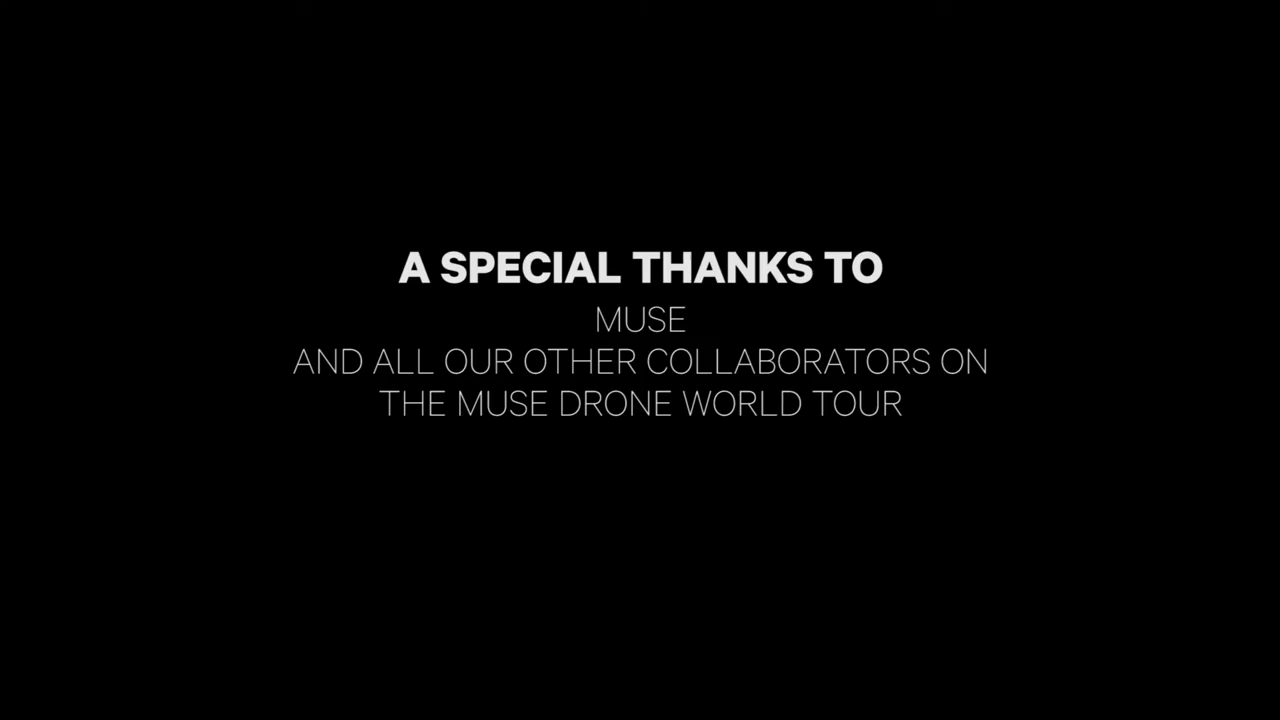 A SPECIAL THANKS TO
MUSE
AND ALL OUR OTHER COLLABORATORS ON
THE MUSE DRONE WORLD TOUR